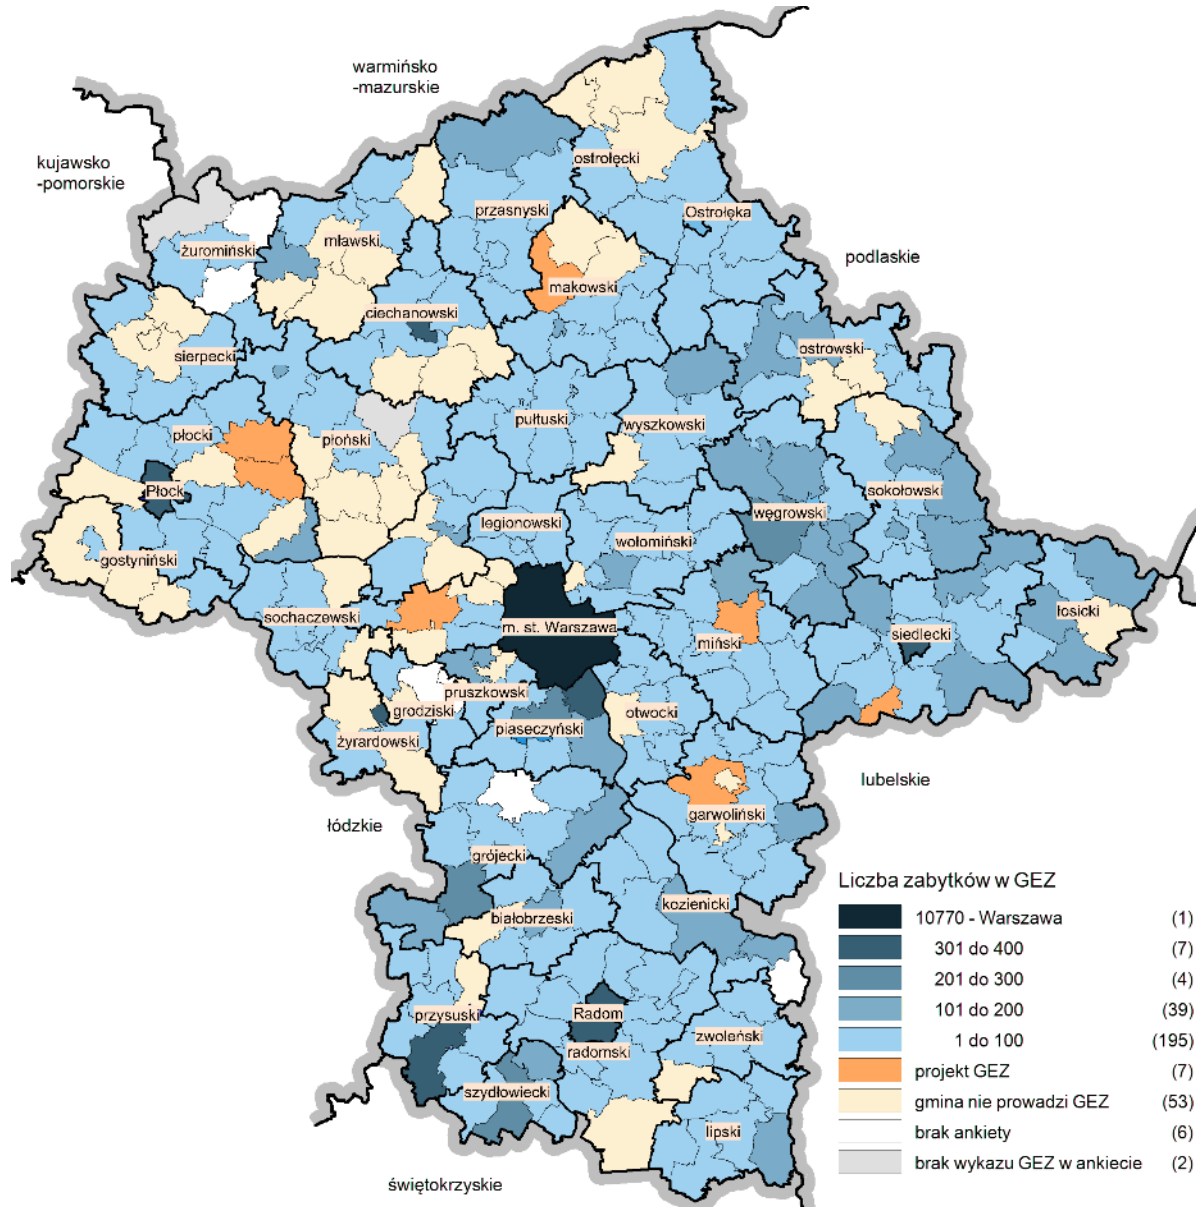 warmińsko
-mazurskie
kujawsko
-pomorskie
ostrołęcki
przasnyski
Ostrołęka
żuromiński
mławski
podlaskie
makowski
ciechanowski
sierpecki
ostrowski
płocki
płoński
pułtuski
wyszkowski
Płock
sokołowski
legionowski
węgrowski
gostyniński
wołomiński
sochaczewski
m. st. Warszawa
łosicki
siedlecki
miński
pruszkowski
grodziski
otwocki
piaseczyński
żyrardowski
lubelskie
garwoliński
łódzkie
grójecki
kozienicki
białobrzeski
przysuski
Radom
zwoleński
radomski
szydłowiecki
lipski
świętokrzyskie
Liczba zabytków w GEZ
10770 - Warszawa (1)
301 do 400 (7)
201 do 300 (4)
101 do 200 (39)
1 do 100 (195)
projekt GEZ (7)
gmina nie prowadzi GEZ (53)
brak ankiety (6)
brak wykazu GEZ w ankiecie (2)